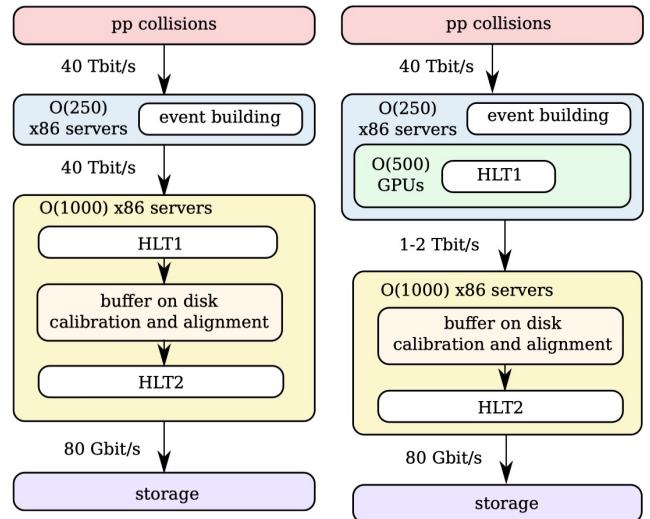 pp collisions
40 Tbit/s
O(250)
x86 servers
event building
40 Tbit/s
O(1000) x86 servers
HLT1
buffer on disk
calibration and alignment
HLT2
80 Gbit/s
storage
pp collisions
40 Tbit/s
O(250)
x86 servers
event building
O(500)
GPUs
HLT1
1-2 Tbit/s
O(1000) x86 servers
buffer on disk
calibration and alignment
HLT2
80 Gbit/s
storage